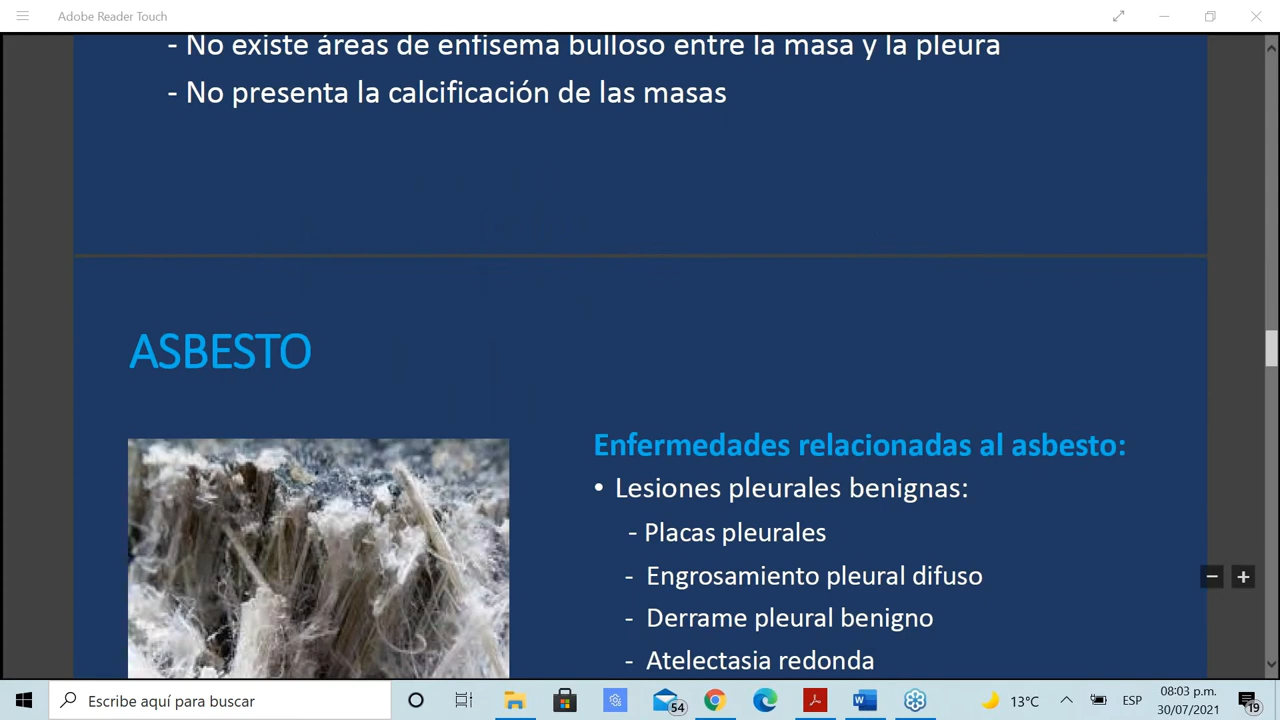 Adobe Reader Touch
- No existe áreas de enfisema bulloso entre la masa y la pleura
- No presenta la calcificación de las masas
ASBESTO
Enfermedades relacionadas al asbesto:
• Lesiones pleurales benignas:
- Placas pleurales
- Engrosamiento pleural difuso
- Derrame pleural benigno
- Atelectasia redonda
Escribe aquí para buscar
54
13°C
ESP
08:03 p.m.
30/07/2021
19